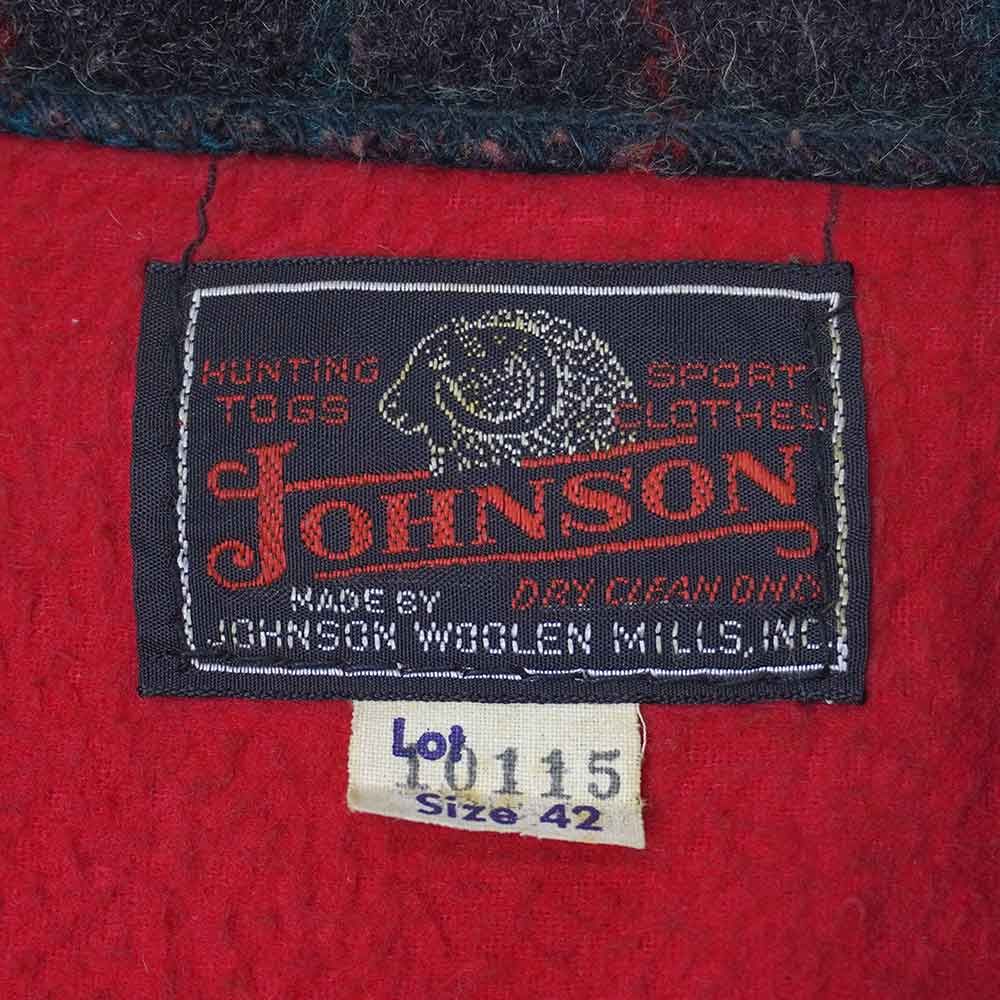 HUNTING SPORT
TOGS CLOTHES
JOHNSON
DRY CLEAN ONLY
MADE BY
JOHNSON WOOLEN MILLS, INC.
Lot
10115
Size 42